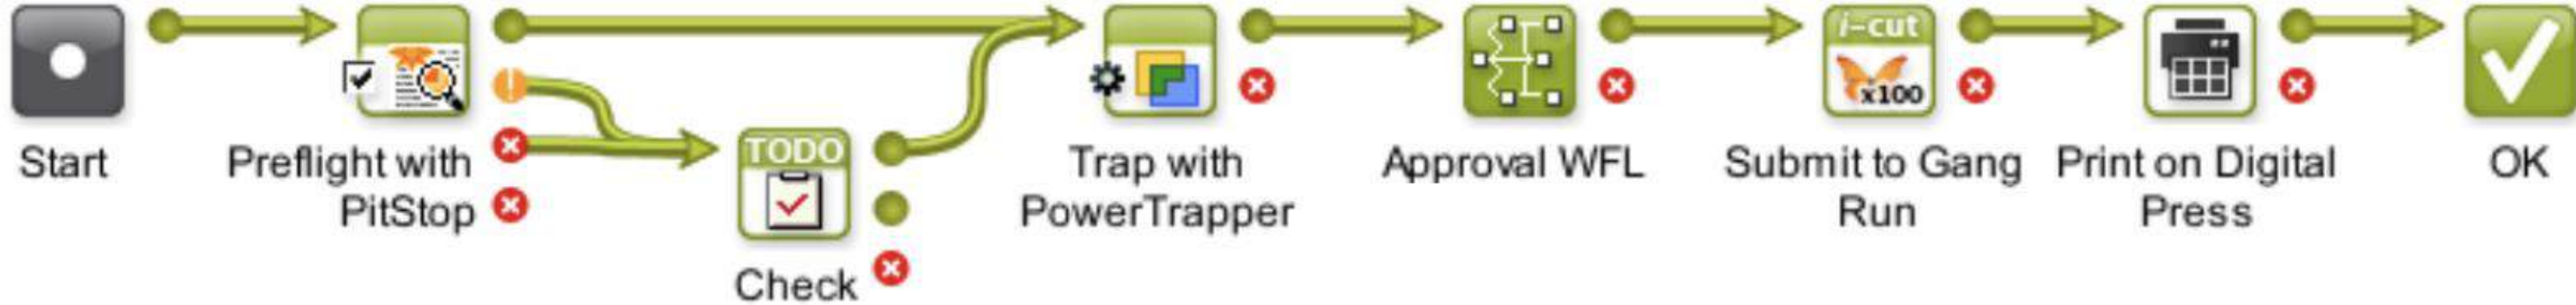 Start
Preflight with
PitStop
TODO
Check
Trap with
PowerTrapper
Approval WFL
i-cut
x100
Submit to Gang
Run
Print on Digital
Press
OK